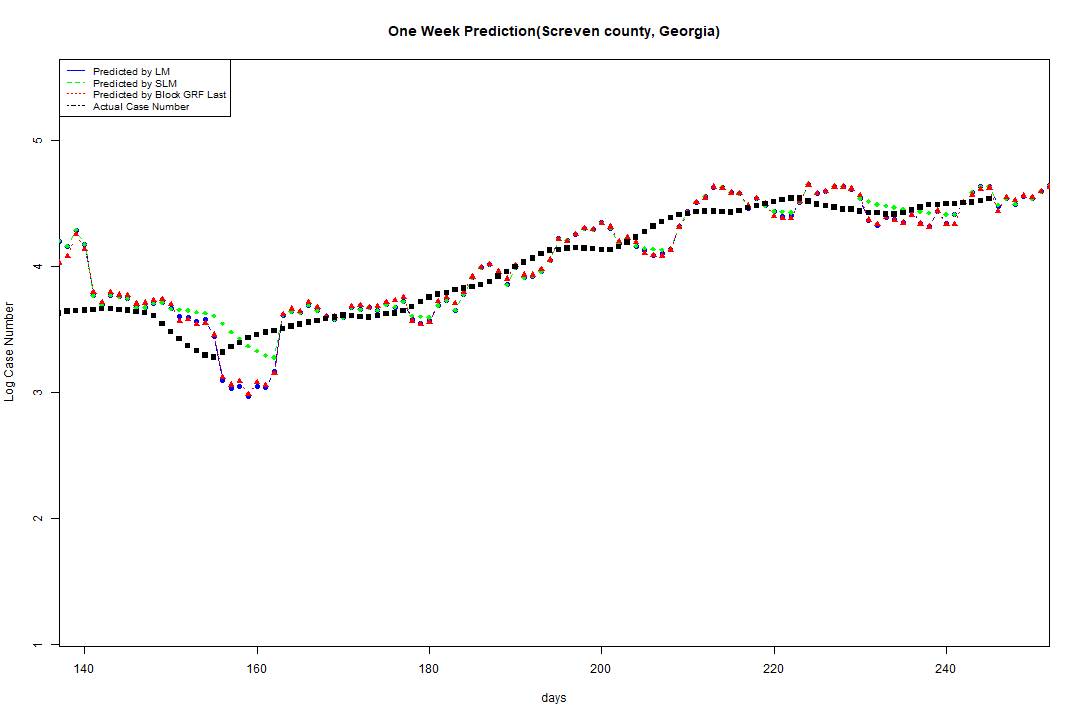 One Week Prediction(Screven county, Georgia)
Predicted by LM
Predicted by SLM
Predicted by Block GRF Last
Actual Case Number
5
4
3
2
1
Log Case Number
140 160 180 200 220 240
days